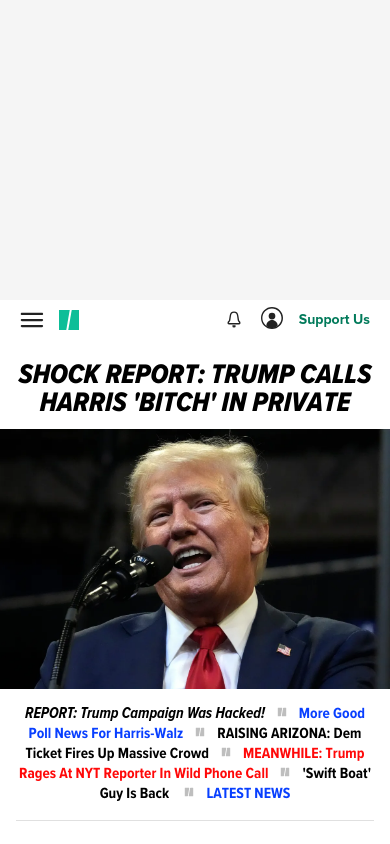 Support Us
SHOCK REPORT: TRUMP CALLS
HARRIS 'BITCH' IN PRIVATE
REPORT: Trump Campaign Was Hacked! " More Good
Poll News For Harris-Walz " RAISING ARIZONA: Dem
Ticket Fires Up Massive Crowd " MEANWHILE: Trump
Rages At NYT Reporter In Wild Phone Call " 'Swift Boat'
Guy Is Back " LATEST NEWS